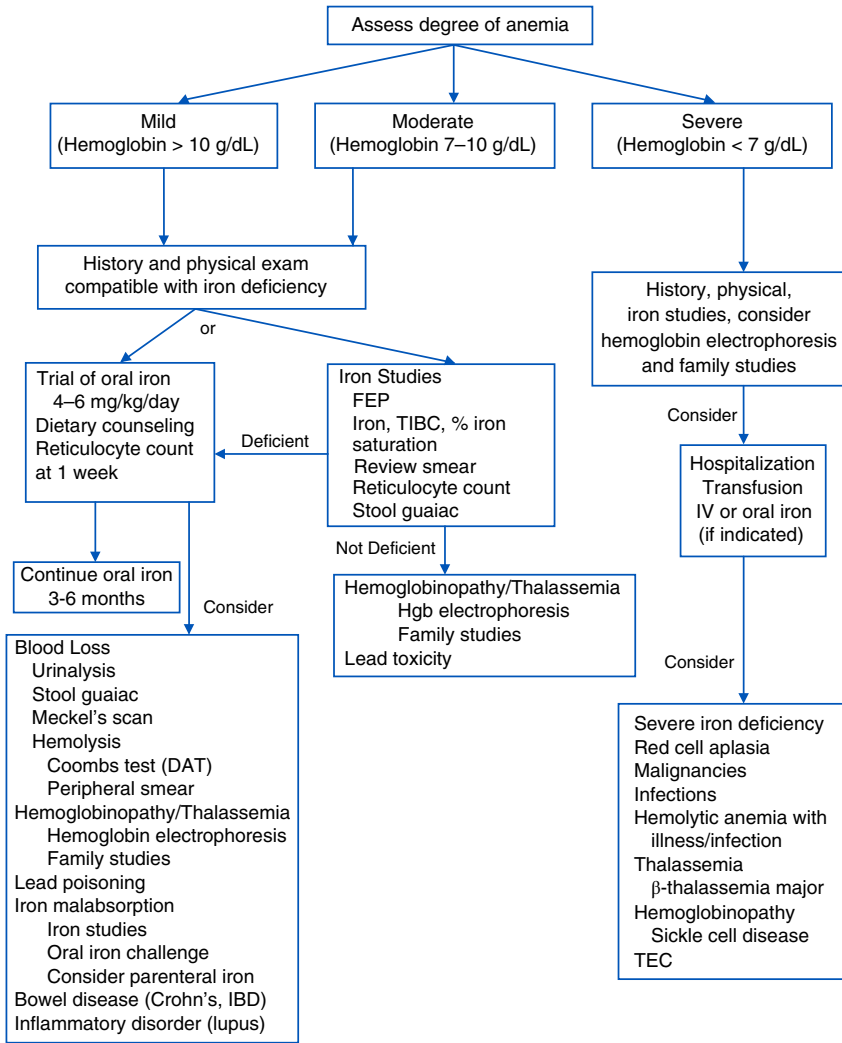 Assess degree of anemia
Mild
(Hemoglobin > 10 g/dL)
Moderate
(Hemoglobin 7–10 g/dL)
Severe
(Hemoglobin < 7 g/dL)
History and physical exam
compatible with iron deficiency
History, physical,
iron studies, consider
hemoglobin electrophoresis
and family studies
or
Trial of oral iron
4–6 mg/kg/day
Dietary counseling
Reticulocyte count
at 1 week
Deficient
Iron Studies
FEP
Iron, TIBC, % iron
saturation
Review smear
Reticulocyte count
Stool guaiac
Consider
Hospitalization
Transfusion
IV or oral iron
(if indicated)
Not Deficient
Continue oral iron
3-6 months
Consider
Hemoglobinopathy/Thalassemia
Hgb electrophoresis
Family studies
Lead toxicity
Consider
Blood Loss
Urinalysis
Stool guaiac
Meckel's scan
Hemolysis
Coombs test (DAT)
Peripheral smear
Hemoglobinopathy/Thalassemia
Hemoglobin electrophoresis
Family studies
Lead poisoning
Iron malabsorption
Iron studies
Oral iron challenge
Consider parenteral iron
Bowel disease (Crohn's, IBD)
Inflammatory disorder (lupus)
Severe iron deficiency
Red cell aplasia
Malignancies
Infections
Hemolytic anemia with
illness/infection
Thalassemia
β-thalassemia major
Hemoglobinopathy
Sickle cell disease
TEC